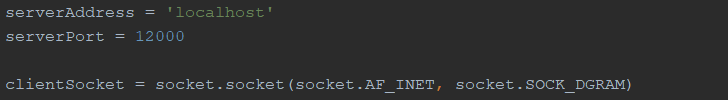 serverAddress = 'localhost'
serverPort = 12000
clientSocket = socket.socket(socket.AF_INET, socket.SOCK_DGRAM)